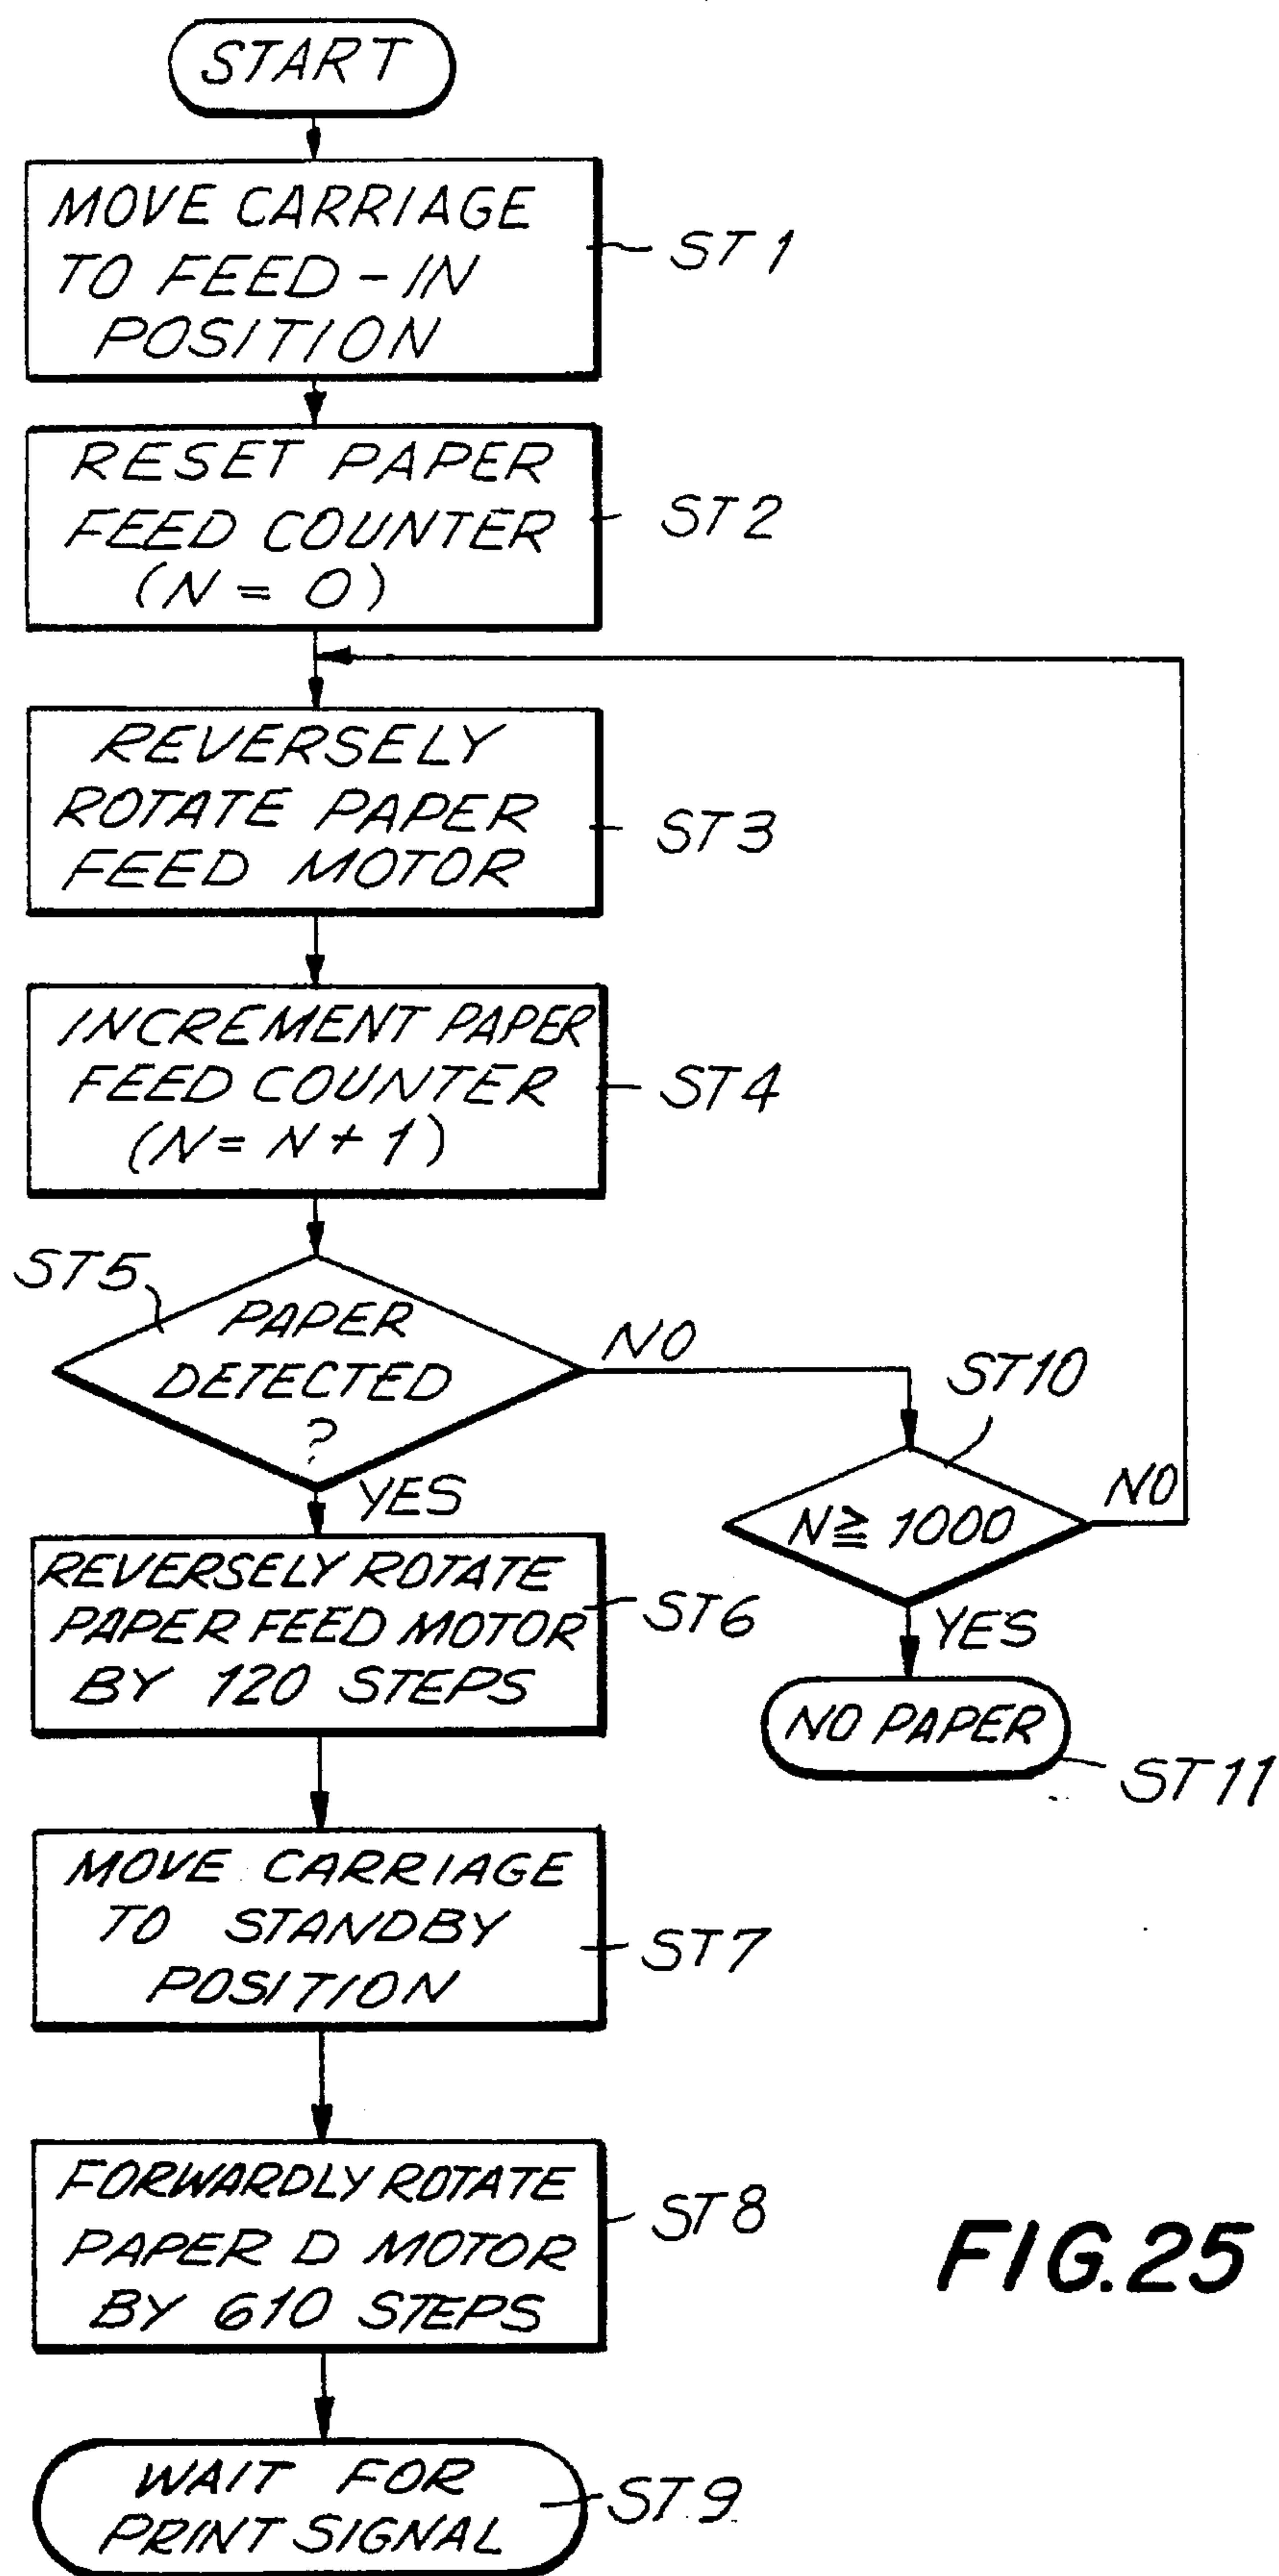 START
MOVE CARRIAGE
TO FEED-IN
POSITION
ST1
RESET PAPER
FEED COUNTER
(N = 0)
ST2
REVERSELY
ROTATE PAPER
FEED MOTOR
ST3
INCREMENT PAPER
FEED COUNTER
(N = N + 1)
ST4
ST5
PAPER
DETECTED
?
NO
YES
ST10
N ≧ 1000
NO
YES
NO PAPER
ST11
REVERSELY ROTATE
PAPER FEED MOTOR
BY 120 STEPS
ST6
MOVE CARRIAGE
TO STANDBY
POSITION
ST7
FORWARDLY ROTATE
PAPER D MOTOR
BY 610 STEPS
ST8
WAIT FOR
PRINT SIGNAL
ST9
FIG.25